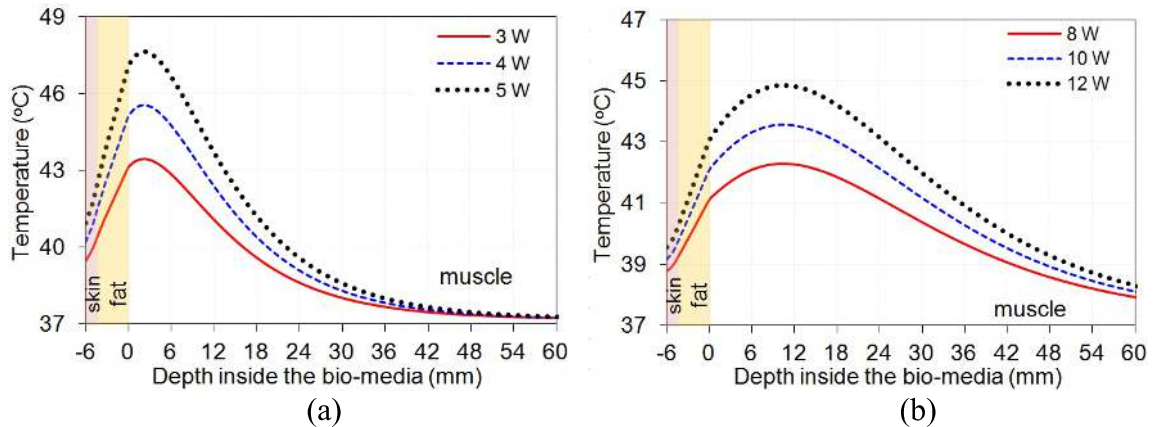 49
46
43
40
37
Temperature (ºC)
3 W
4 W
5 W
skin
fat
muscle
-6 0 6 12 18 24 30 36 42 48 54 60
Depth inside the bio-media (mm)
(a)
47
45
43
41
39
37
Temperature (ºC)
8 W
10 W
12 W
skin
fat
muscle
-6 0 6 12 18 24 30 36 42 48 54 60
Depth inside the bio-media (mm)
(b)